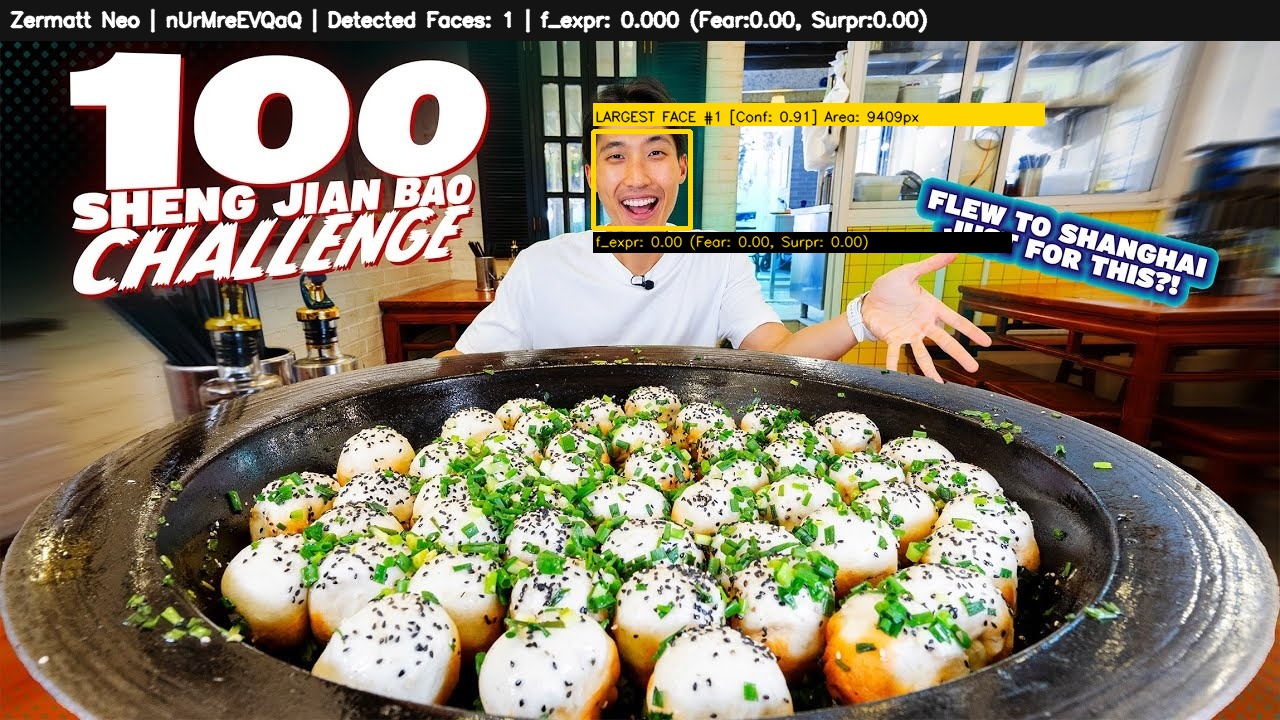 Zermatt Neo | nUrMreEVQaQ | Detected Faces: 1 | f_expr: 0.000 (Fear:0.00, Surpr:0.00)
100
SHENG JIAN BAO
CHALLENGE
LARGEST FACE #1 [Conf: 0.91] Area: 9409px
f_expr: 0.00 (Fear: 0.00, Surpr: 0.00)
FLEW TO SHANGHAI
JUST FOR THIS?!